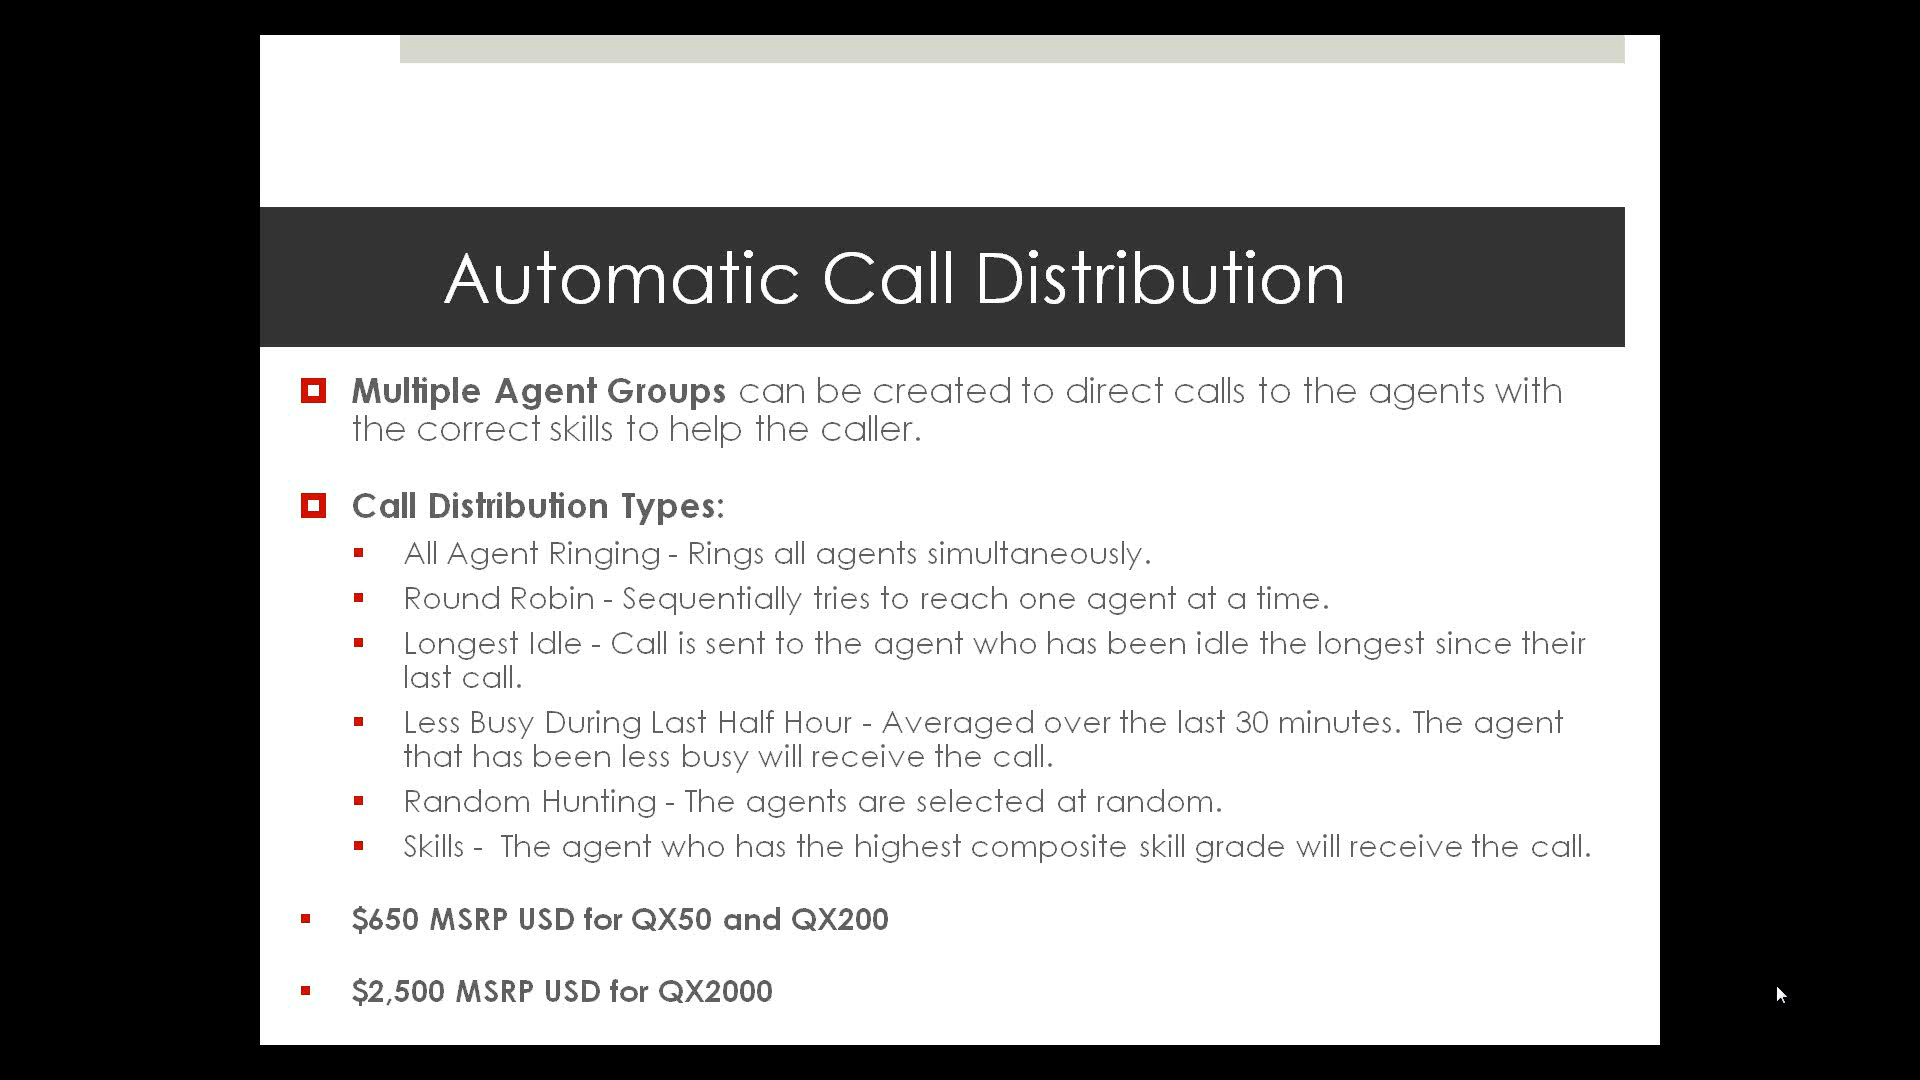 Automatic Call Distribution
Multiple Agent Groups can be created to direct calls to the agents with
the correct skills to help the caller.
Call Distribution Types:
All Agent Ringing - Rings all agents simultaneously.
Round Robin - Sequentially tries to reach one agent at a time.
Longest Idle - Call is sent to the agent who has been idle the longest since their
last call.
Less Busy During Last Half Hour - Averaged over the last 30 minutes. The agent
that has been less busy will receive the call.
Random Hunting - The agents are selected at random.
Skills -  The agent who has the highest composite skill grade will receive the call.
$650 MSRP USD for QX50 and QX200
$2,500 MSRP USD for QX2000